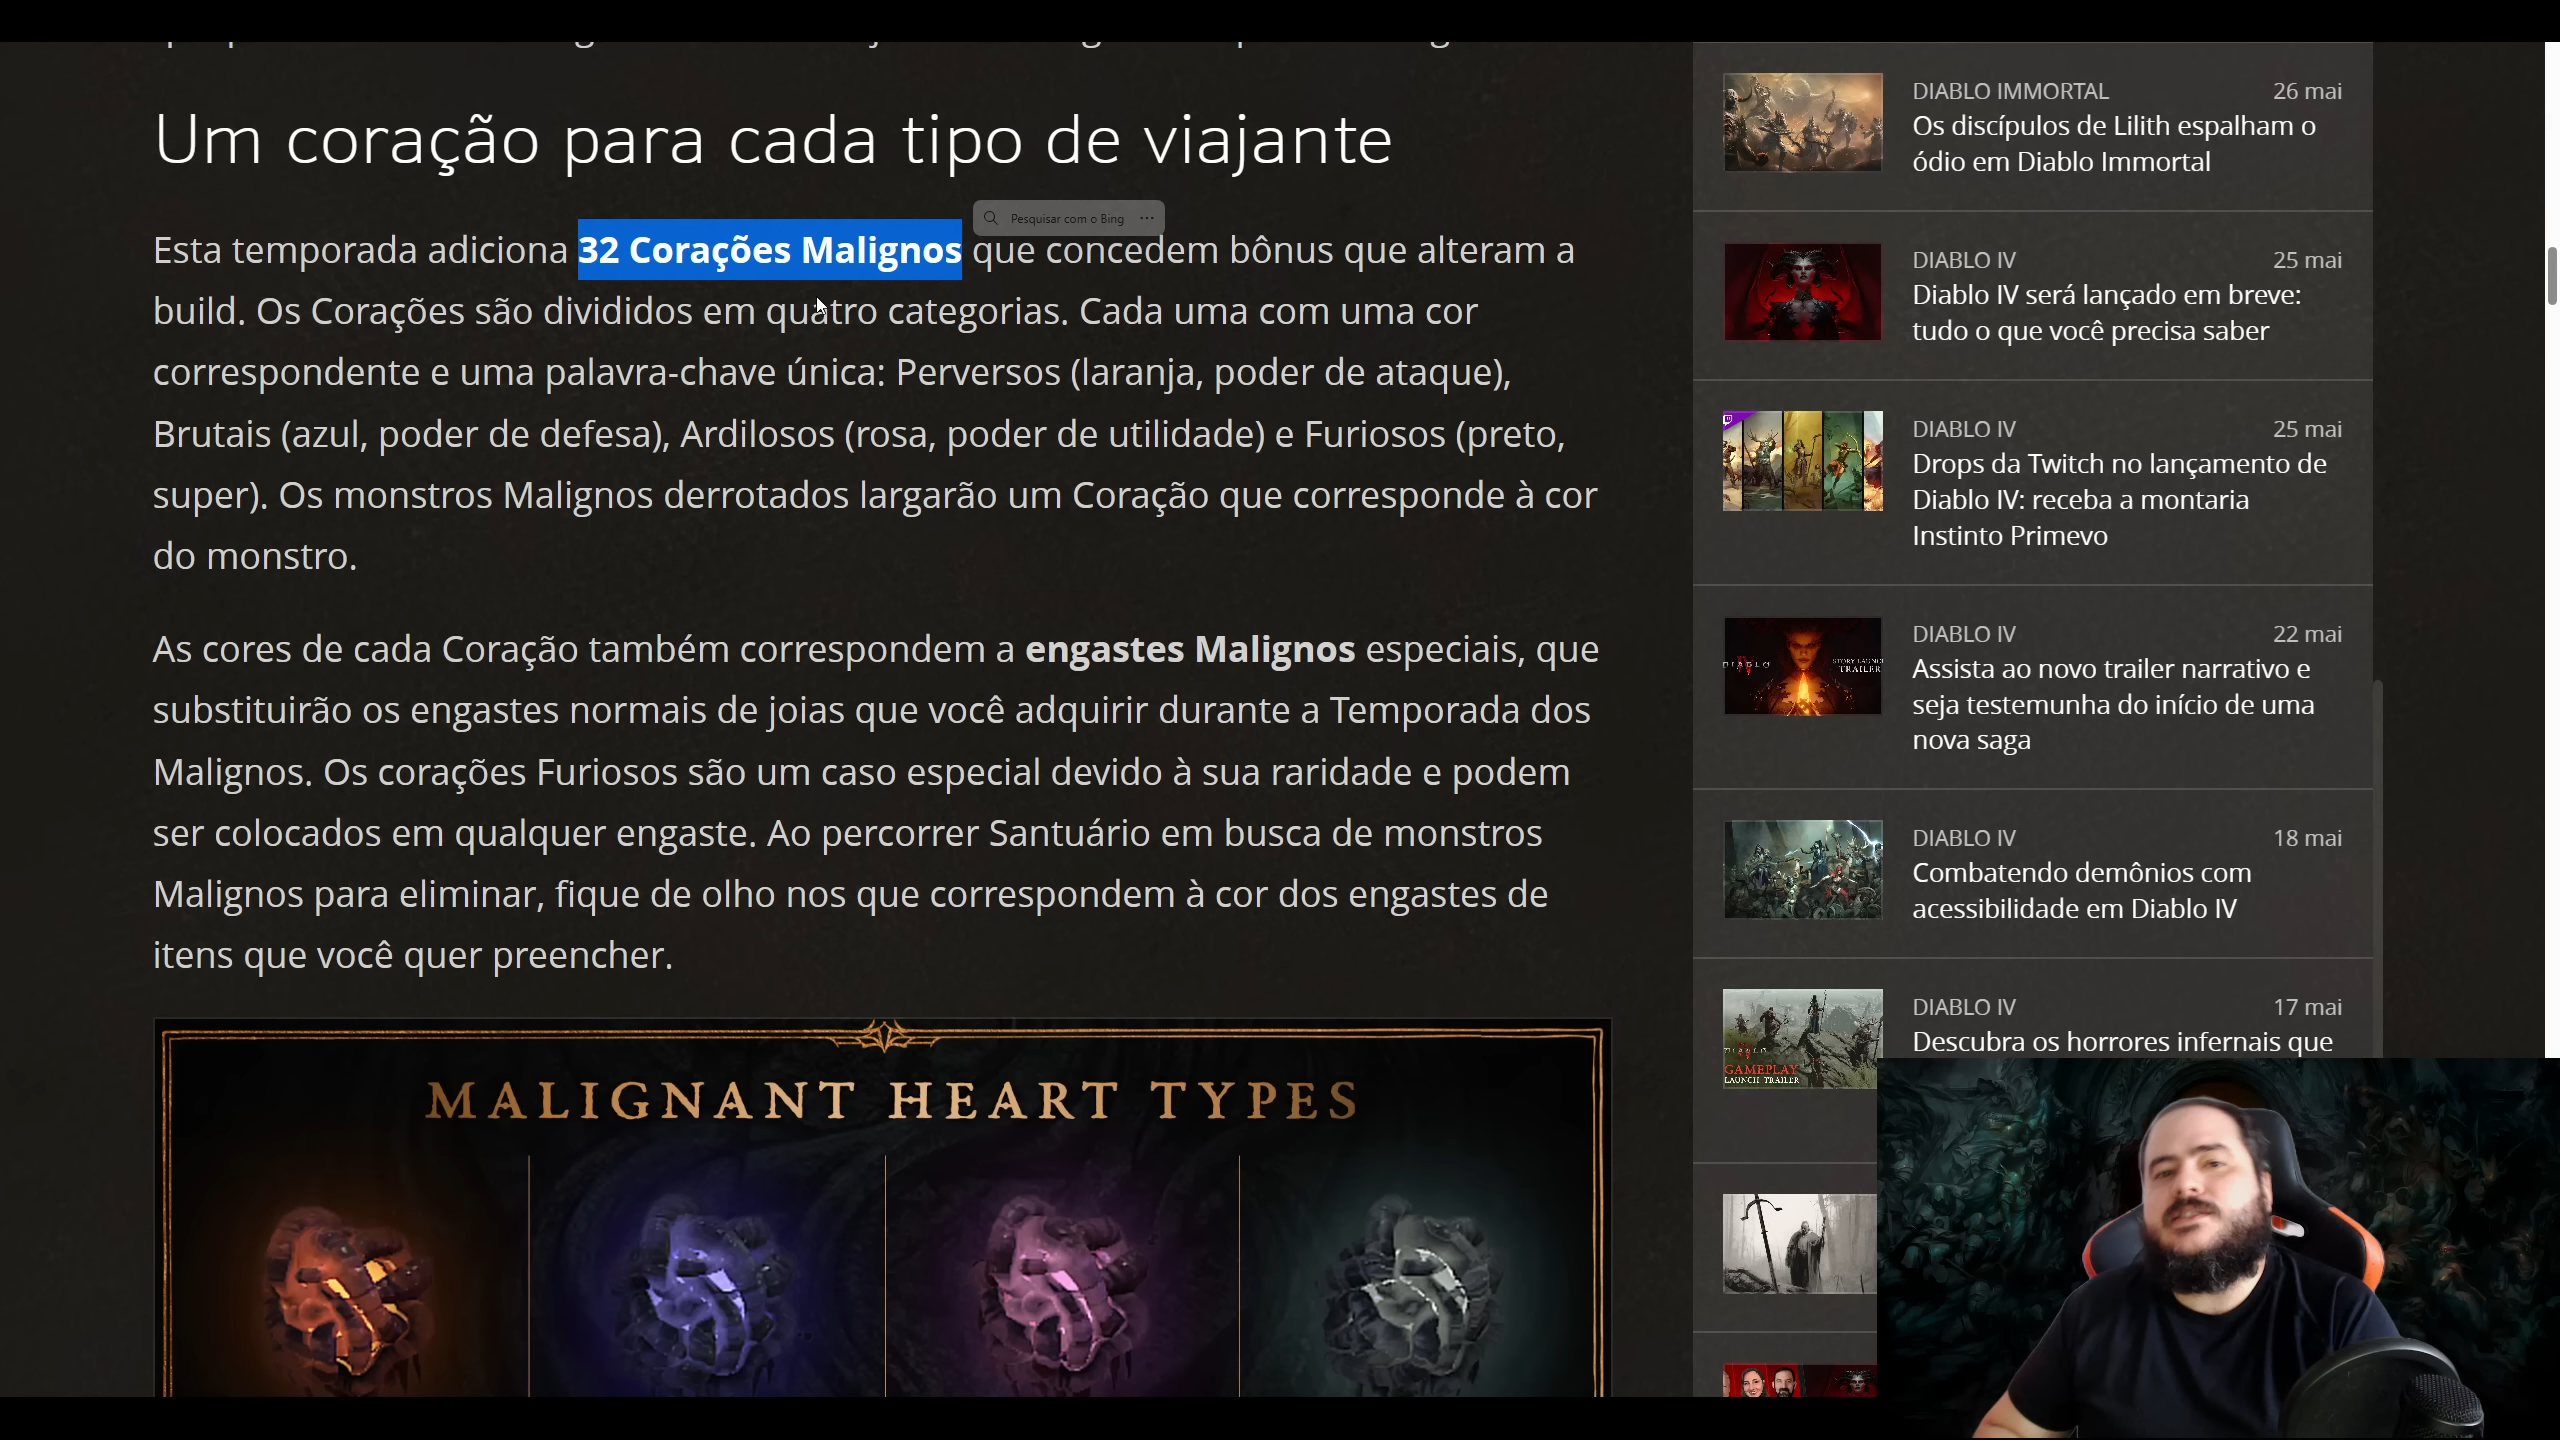 Um coração para cada tipo de viajante
Pesquisar com o Bing
Esta temporada adiciona 32 Corações Malignos que concedem bônus que alteram a
build. Os Corações são divididos em quatro categorias. Cada uma com uma cor
correspondente e uma palavra-chave única: Perversos (laranja, poder de ataque),
Brutais (azul, poder de defesa), Ardilosos (rosa, poder de utilidade) e Furiosos (preto,
super). Os monstros Malignos derrotados largarão um Coração que corresponde à cor
do monstro.
As cores de cada Coração também correspondem a engastes Malignos especiais, que
substituirão os engastes normais de joias que você adquirir durante a Temporada dos
Malignos. Os corações Furiosos são um caso especial devido à sua raridade e podem
ser colocados em qualquer engaste. Ao percorrer Santuário em busca de monstros
Malignos para eliminar, fique de olho nos que correspondem à cor dos engastes de
itens que você quer preencher.
MALIGNANT HEART TYPES
DIABLO IMMORTAL 26 mai
Os discípulos de Lilith espalham o
ódio em Diablo Immortal
DIABLO IV 25 mai
Diablo IV será lançado em breve:
tudo o que você precisa saber
DIABLO IV 25 mai
Drops da Twitch no lançamento de
Diablo IV: receba a montaria
Instinto Primevo
DIABLO IV 22 mai
Assista ao novo trailer narrativo e
seja testemunha do início de uma
nova saga
DIABLO IV
STORY LAUNCH
TRAILER
DIABLO IV 18 mai
Combatendo demônios com
acessibilidade em Diablo IV
DIABLO IV 17 mai
Descubra os horrores infernais que
GAMEPLAY
LAUNCH TRAILER